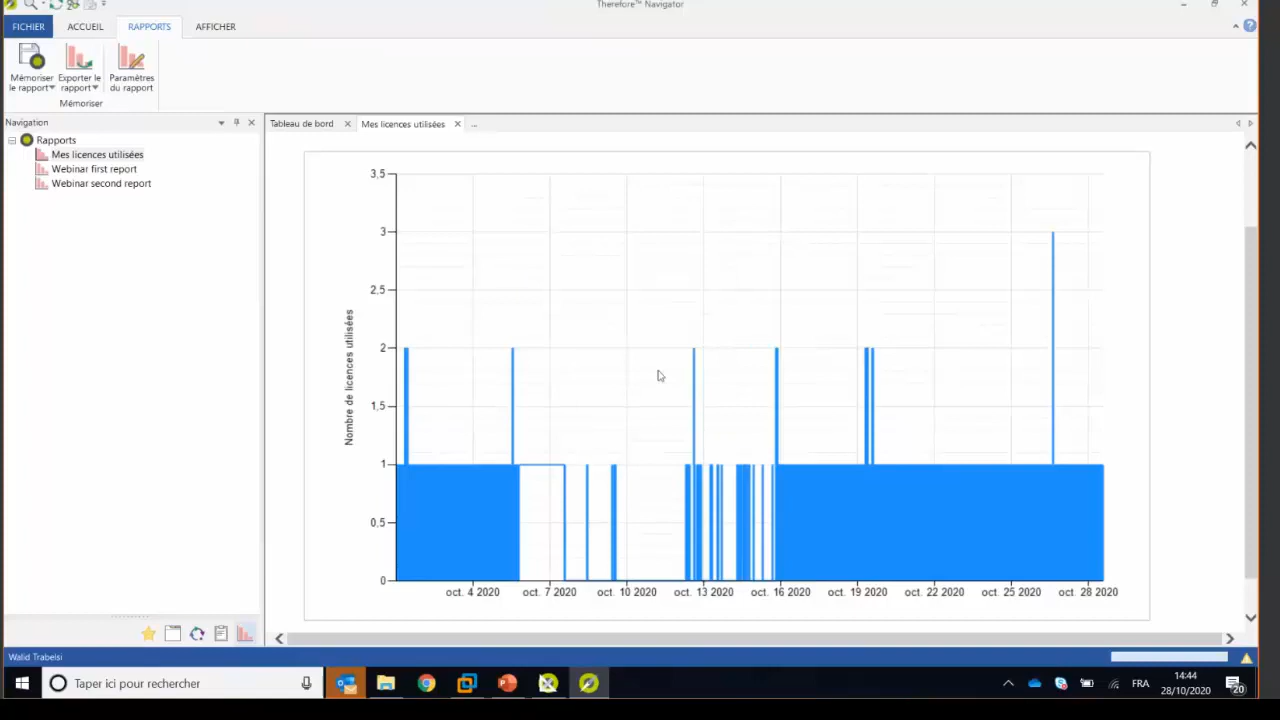 Therefore™ Navigator
FICHIER ACCUEIL RAPPORTS AFFICHER
Mémoriser le rapport
Exporter le rapport
Paramètres du rapport
Mémoriser
Navigation
Rapports
Mes licences utilisées
Webinar first report
Webinar second report
Tableau de bord Mes licences utilisées ...
Nombre de licences utilisées
3,5
3
2,5
2
1,5
1
0,5
0
oct. 4 2020 oct. 7 2020 oct. 10 2020 oct. 13 2020 oct. 16 2020 oct. 19 2020 oct. 22 2020 oct. 25 2020 oct. 28 2020
Walid Trabelsi
Taper ici pour rechercher
FRA
14:44
28/10/2020
20